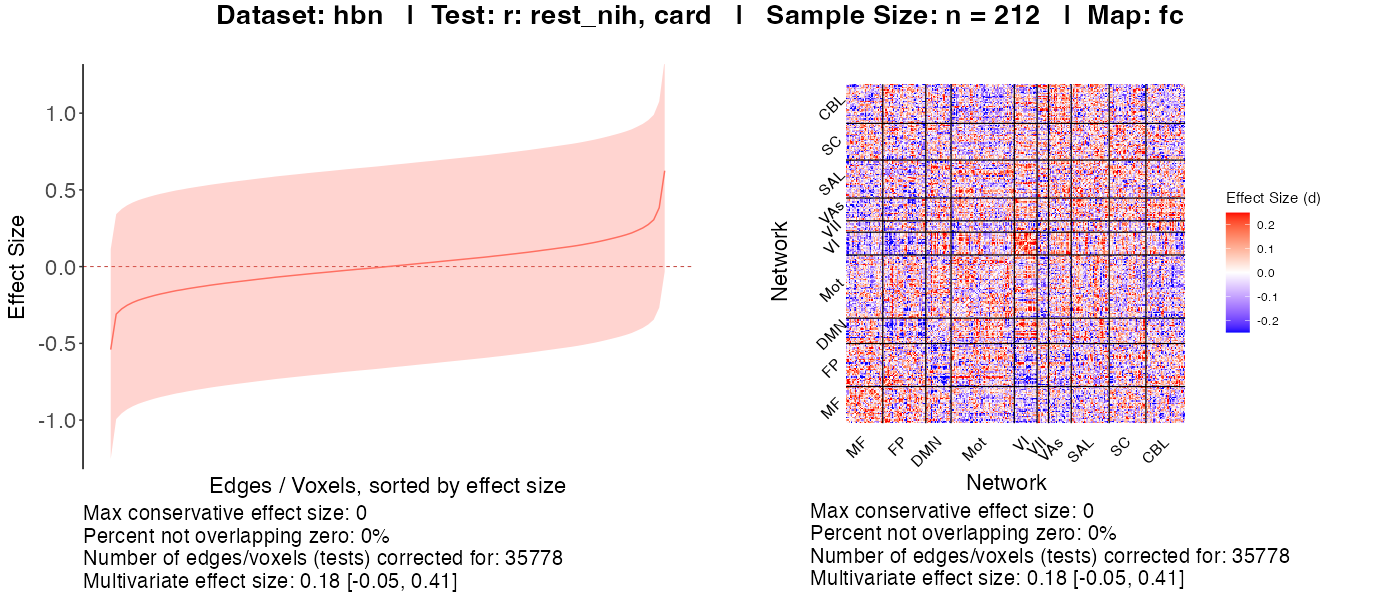 Dataset: hbn | Test: r: rest_nih, card | Sample Size: n = 212 | Map: fc
Effect Size
1.0
0.5
0.0
-0.5
-1.0
Edges / Voxels, sorted by effect size
Max conservative effect size: 0
Percent not overlapping zero: 0%
Number of edges/voxels (tests) corrected for: 35778
Multivariate effect size: 0.18 [-0.05, 0.41]
Network
CBL
SC
SAL
VAs
VII
VI
Mot
DMN
FP
MF
MF
FP
DMN
Mot
VI
VII
VAs
SAL
SC
CBL
Network
Effect Size (d)
0.2
0.1
0.0
-0.1
-0.2
Max conservative effect size: 0
Percent not overlapping zero: 0%
Number of edges/voxels (tests) corrected for: 35778
Multivariate effect size: 0.18 [-0.05, 0.41]